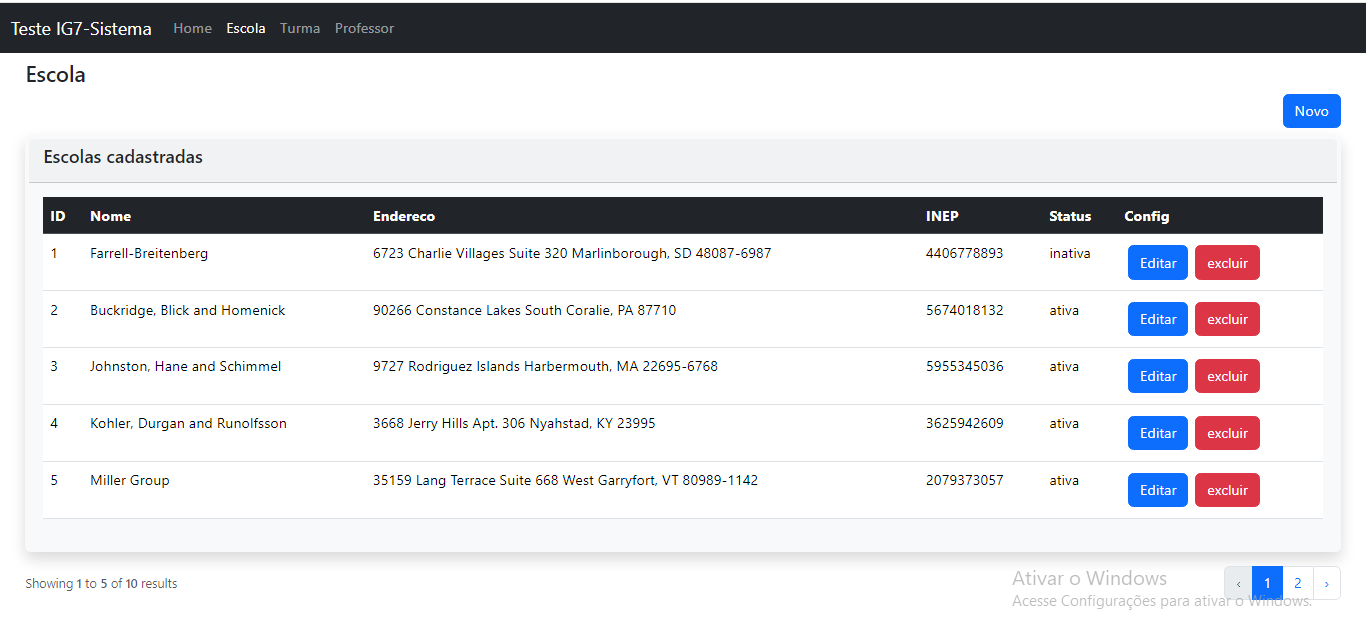 Teste IG7-Sistema Home Escola Turma Professor
Escola
Novo
Escolas cadastradas
ID Nome Endereco INEP Status Config
1 Farrell-Breitenberg 6723 Charlie Villages Suite 320 Marlinborough, SD 48087-6987 4406778893 inativa Editar excluir
2 Buckridge, Blick and Homenick 90266 Constance Lakes South Coralie, PA 87710 5674018132 ativa Editar excluir
3 Johnston, Hane and Schimmel 9727 Rodriguez Islands Harbermouth, MA 22695-6768 5955345036 ativa Editar excluir
4 Kohler, Durgan and Runolfsson 3668 Jerry Hills Apt. 306 Nyahstad, KY 23995 3625942609 ativa Editar excluir
5 Miller Group 35159 Lang Terrace Suite 668 West Garryfort, VT 80989-1142 2079373057 ativa Editar excluir
Showing 1 to 5 of 10 results
‹ 1 2 ›
Ativar o Windows
Acesse Configurações para ativar o Windows.